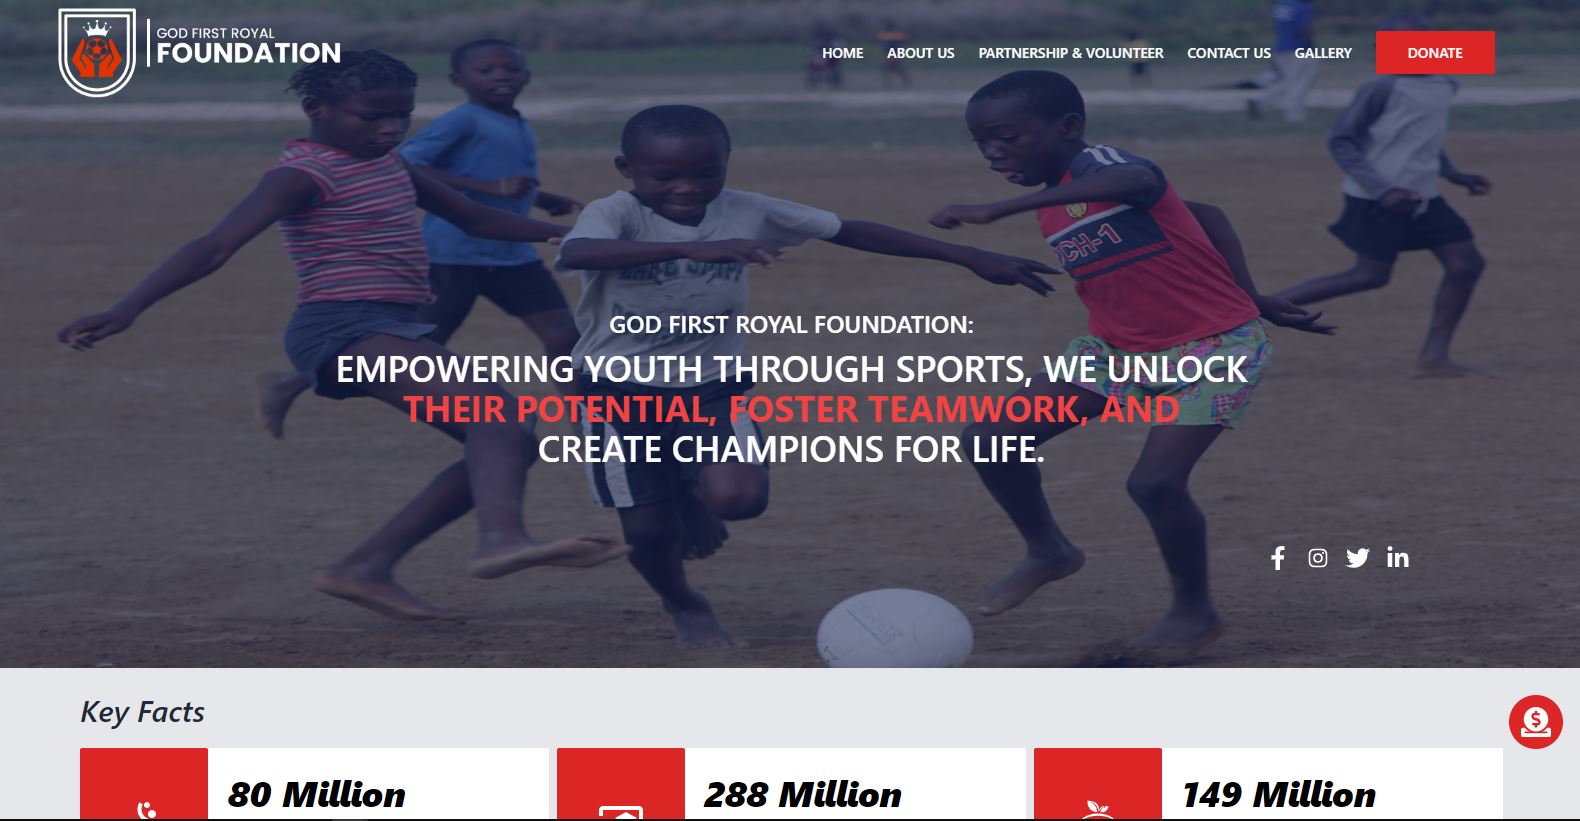 GOD FIRST ROYAL
FOUNDATION
HOME ABOUT US PARTNERSHIP & VOLUNTEER CONTACT US GALLERY DONATE
GOD FIRST ROYAL FOUNDATION:
EMPOWERING YOUTH THROUGH SPORTS, WE UNLOCK
THEIR POTENTIAL, FOSTER TEAMWORK, AND
CREATE CHAMPIONS FOR LIFE.
Key Facts
80 Million
288 Million
149 Million